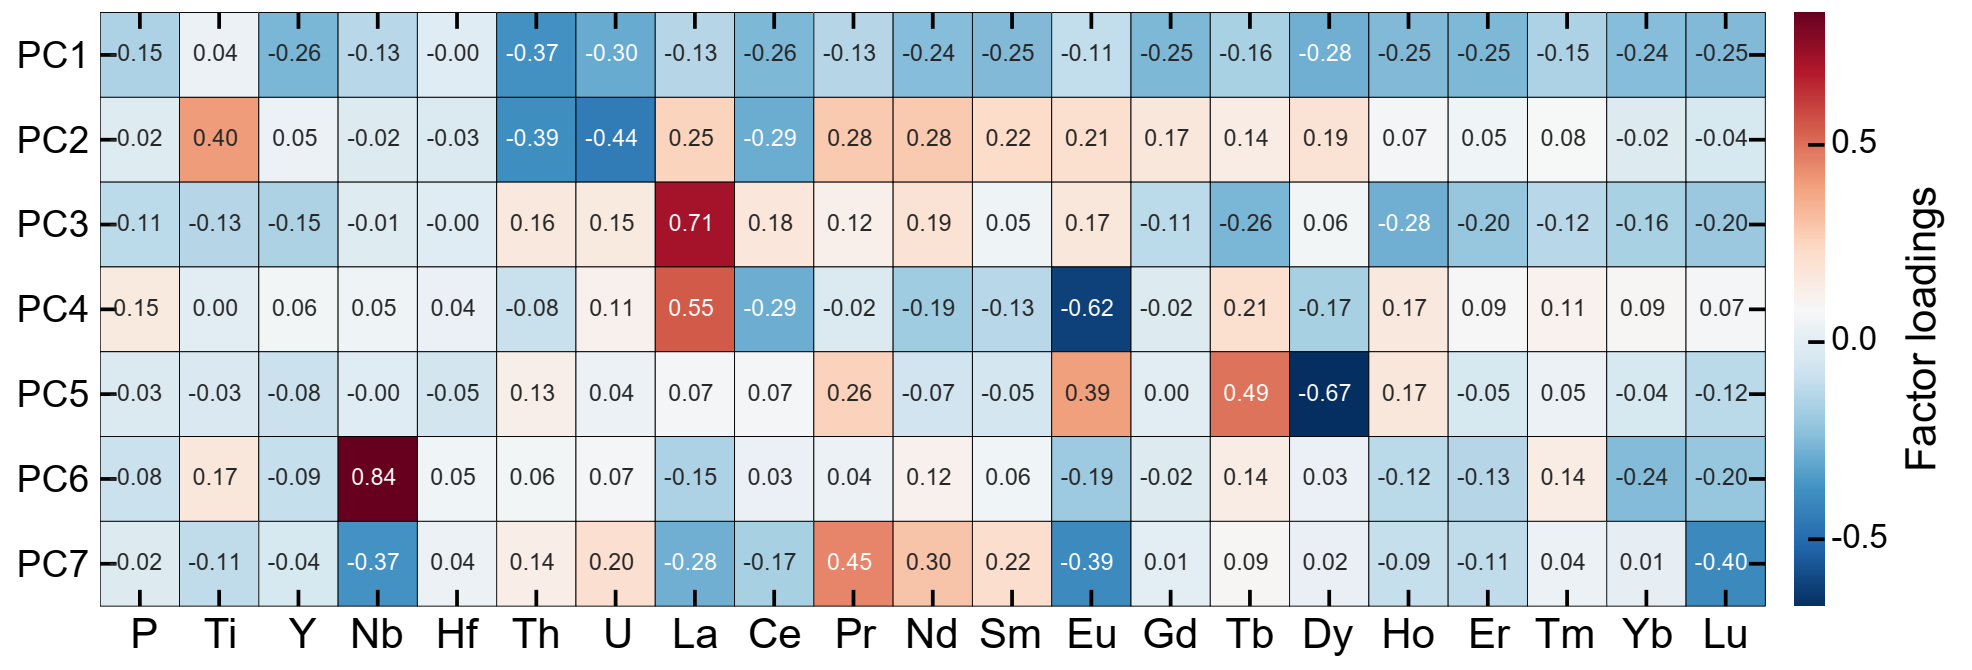 PC1 -0.15 0.04 -0.26 -0.13 -0.00 -0.37 -0.30 -0.13 -0.26 -0.13 -0.24 -0.25 -0.11 -0.25 -0.16 -0.28 -0.25 -0.25 -0.15 -0.24 -0.25
PC2 -0.02 0.40 0.05 -0.02 -0.03 -0.39 -0.44 0.25 -0.29 0.28 0.28 0.22 0.21 0.17 0.14 0.19 0.07 0.05 0.08 -0.02 -0.04
PC3 -0.11 -0.13 -0.15 -0.01 -0.00 0.16 0.15 0.71 0.18 0.12 0.19 0.05 0.17 -0.11 -0.26 0.06 -0.28 -0.20 -0.12 -0.16 -0.20
PC4 0.15 0.00 0.06 0.05 0.04 -0.08 0.11 0.55 -0.29 -0.02 -0.19 -0.13 -0.62 -0.02 0.21 -0.17 0.17 0.09 0.11 0.09 0.07
PC5 -0.03 -0.03 -0.08 -0.00 -0.05 0.13 0.04 0.07 0.07 0.26 -0.07 -0.05 0.39 0.00 0.49 -0.67 0.17 -0.05 0.05 -0.04 -0.12
PC6 -0.08 0.17 -0.09 0.84 0.05 0.06 0.07 -0.15 0.03 0.04 0.12 0.06 -0.19 -0.02 0.14 0.03 -0.12 -0.13 0.14 -0.24 -0.20
PC7 -0.02 -0.11 -0.04 -0.37 0.04 0.14 0.20 -0.28 -0.17 0.45 0.30 0.22 -0.39 0.01 0.09 0.02 -0.09 -0.11 0.04 0.01 -0.40
P Ti Y Nb Hf Th U La Ce Pr Nd Sm Eu Gd Tb Dy Ho Er Tm Yb Lu
0.5
0.0
-0.5
Factor loadings